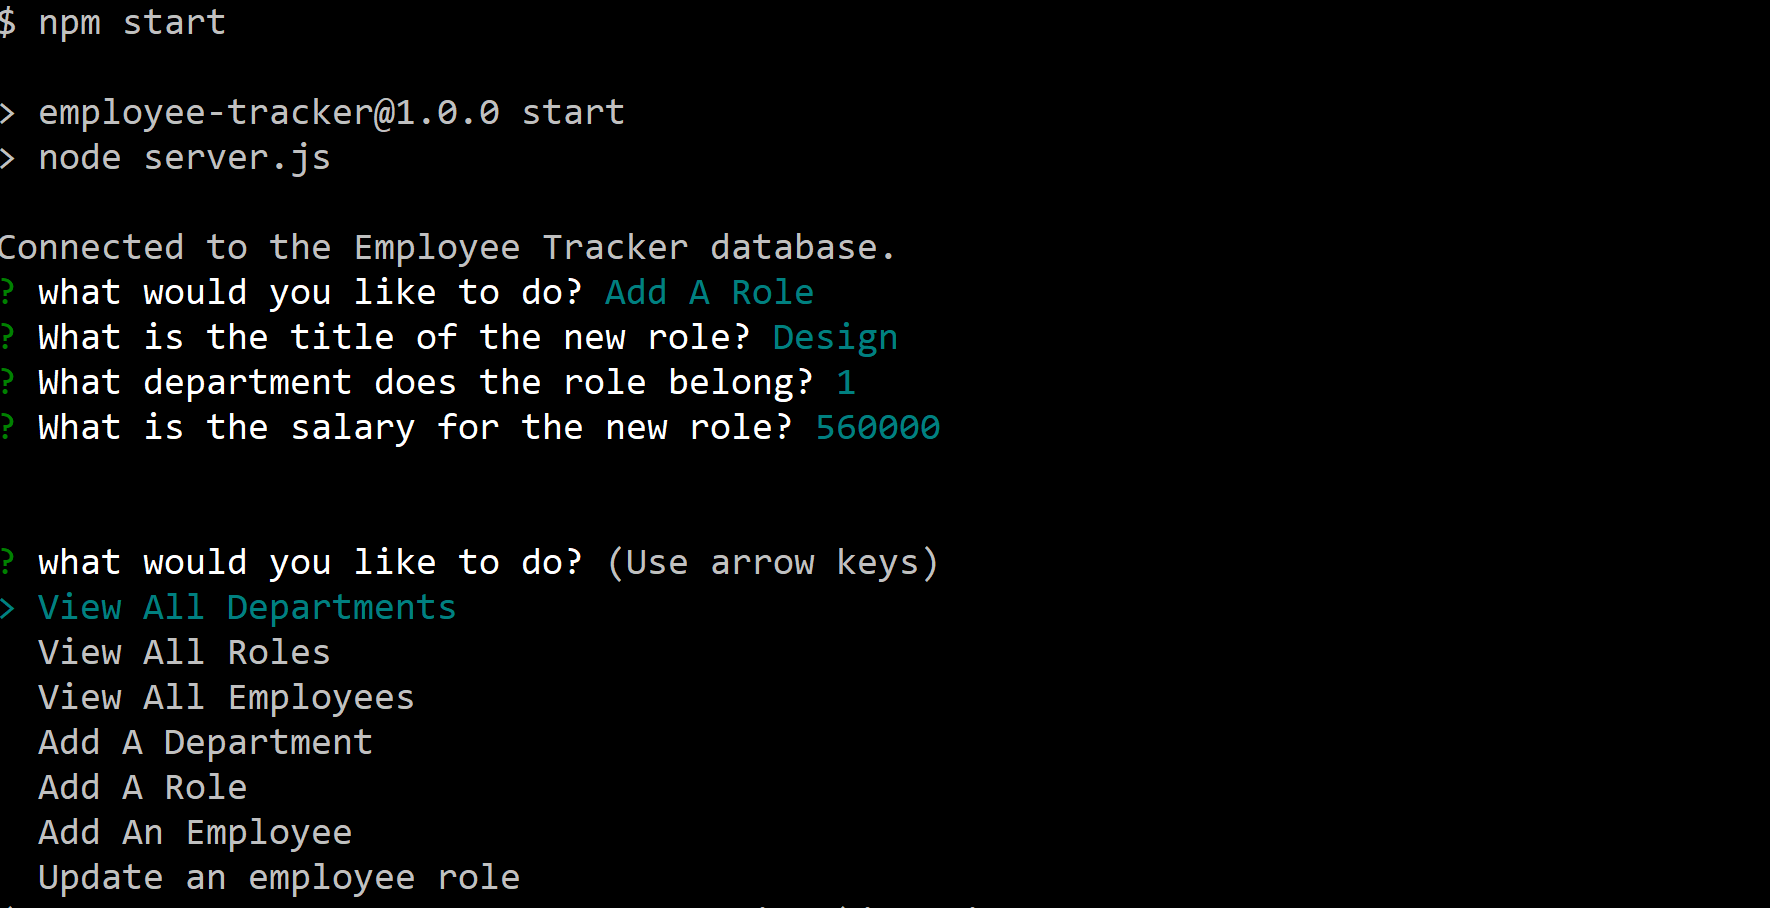 $ npm start
> employee-tracker@1.0.0 start
> node server.js
Connected to the Employee Tracker database.
? what would you like to do? Add A Role
? What is the title of the new role? Design
? What department does the role belong? 1
? What is the salary for the new role? 560000
? what would you like to do? (Use arrow keys)
> View All Departments
View All Roles
View All Employees
Add A Department
Add A Role
Add An Employee
Update an employee role